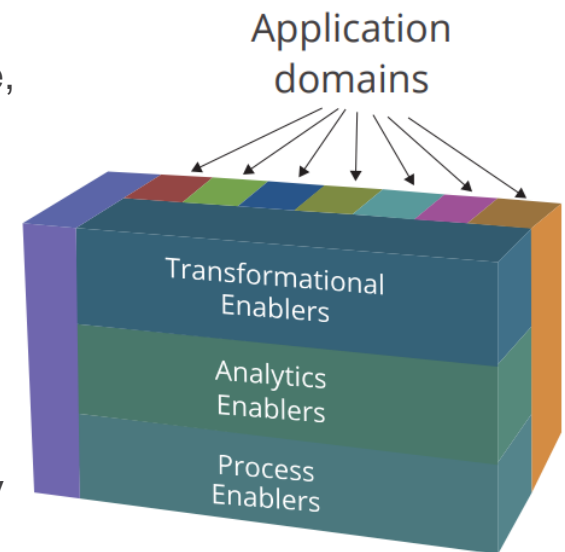 Application
domains
e,
Transformational
Enablers
Analytics
Enablers
Process
Enablers
y